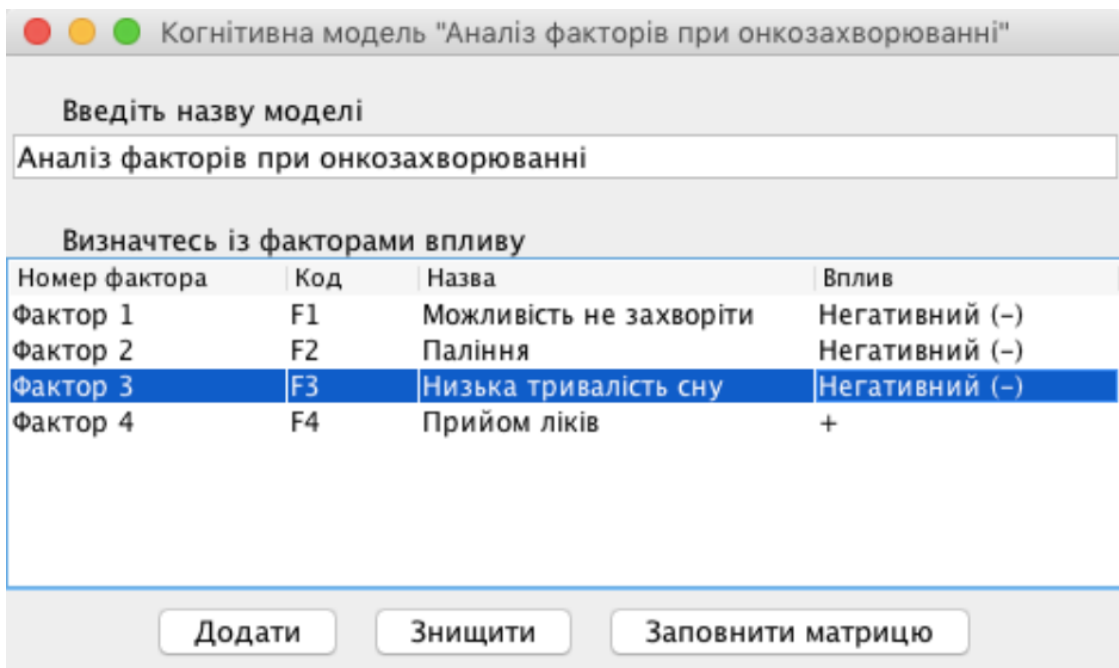 Когнітивна модель "Аналіз факторів при онкозахворюванні"
Введіть назву моделі
Аналіз факторів при онкозахворюванні
Визначтесь із факторами впливу
Номер фактора Код Назва Вплив
Фактор 1 F1 Можливість не захворіти Негативний (-)
Фактор 2 F2 Паління Негативний (-)
Фактор 3 F3 Низька тривалість сну Негативний (-)
Фактор 4 F4 Прийом ліків +
Додати Знищити Заповнити матрицю